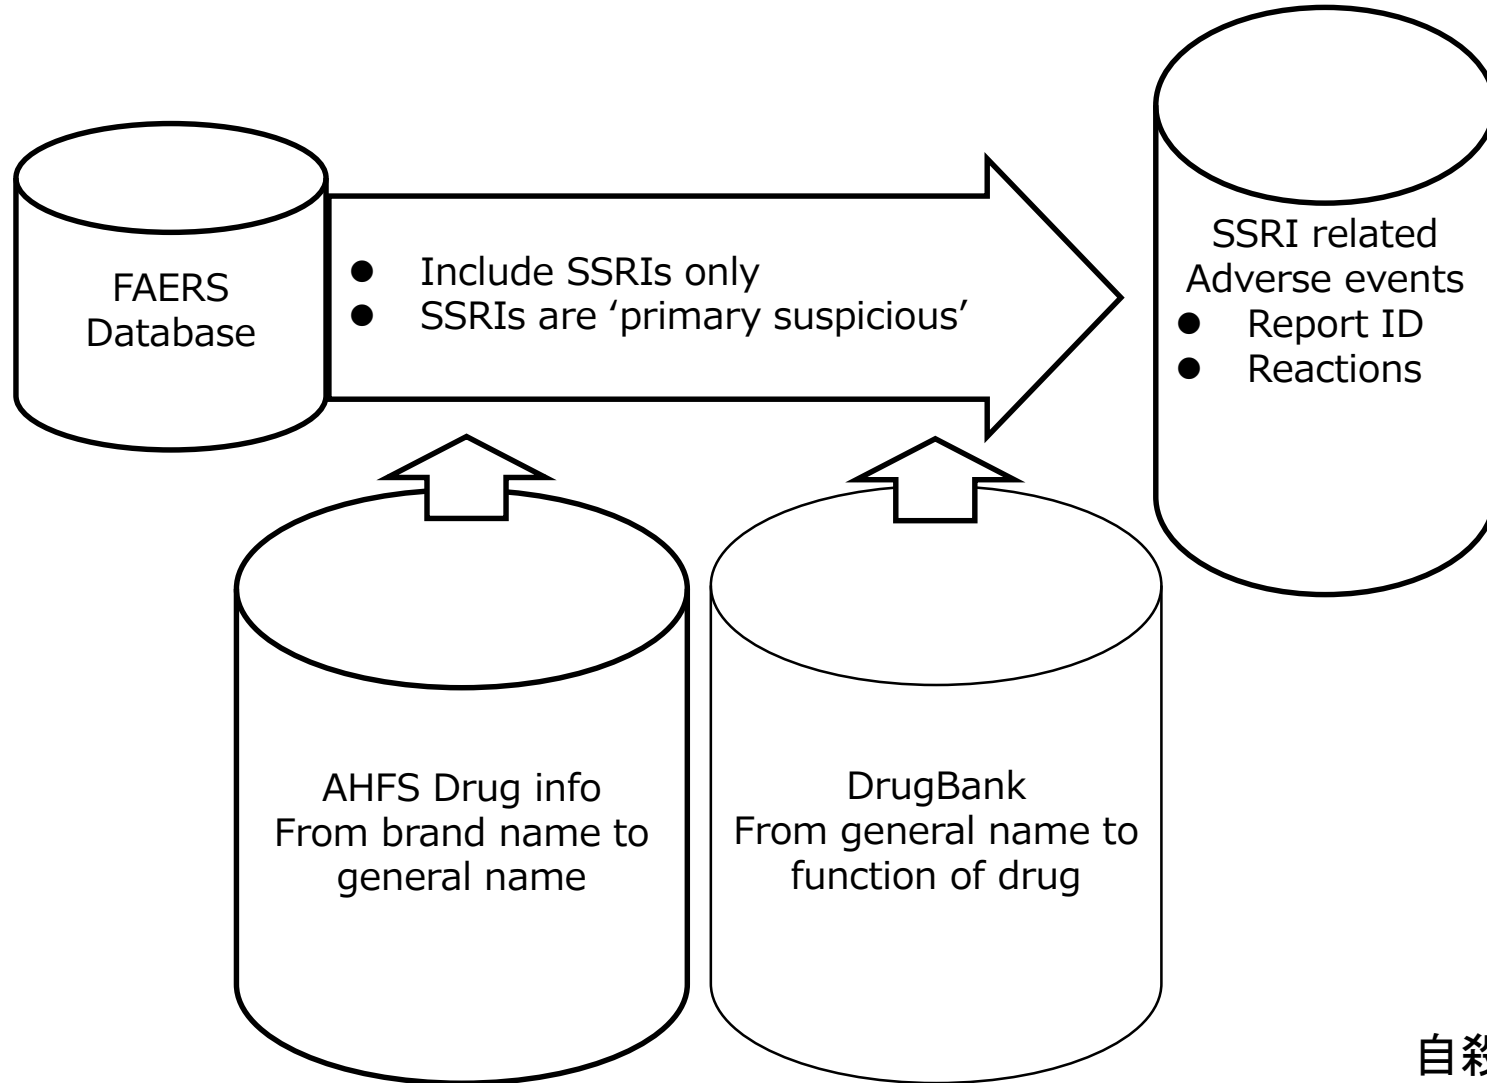 FAERS
Database
● Include SSRIs only
● SSRIs are ‘primary suspicious’
SSRI related
Adverse events
● Report ID
● Reactions
AHFS Drug info
From brand name to
general name
DrugBank
From general name to
function of drug
自殺